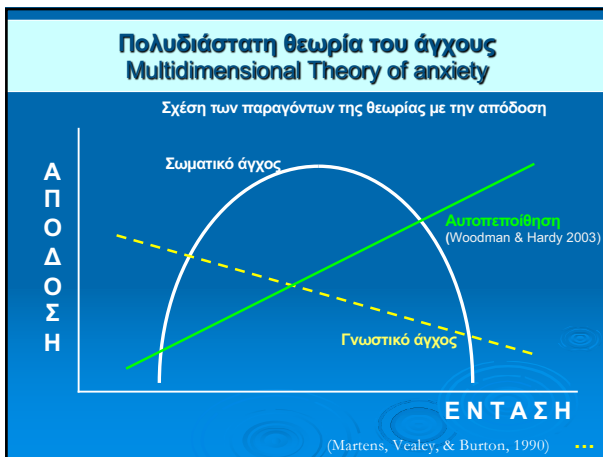 Πολυδιάστατη θεωρία του άγχους
Multidimensional Theory of anxiety
Σχέση των παραγόντων της θεωρίας με την απόδοση
Σωματικό άγχος
Α
Π
Ο
Δ
Ο
Σ
Η
Αυτοπεποίθηση
(Woodman & Hardy 2003)
Γνωστικό άγχος
Ε Ν Τ Α Σ Η
(Martens, Vealey, & Burton, 1990)
...